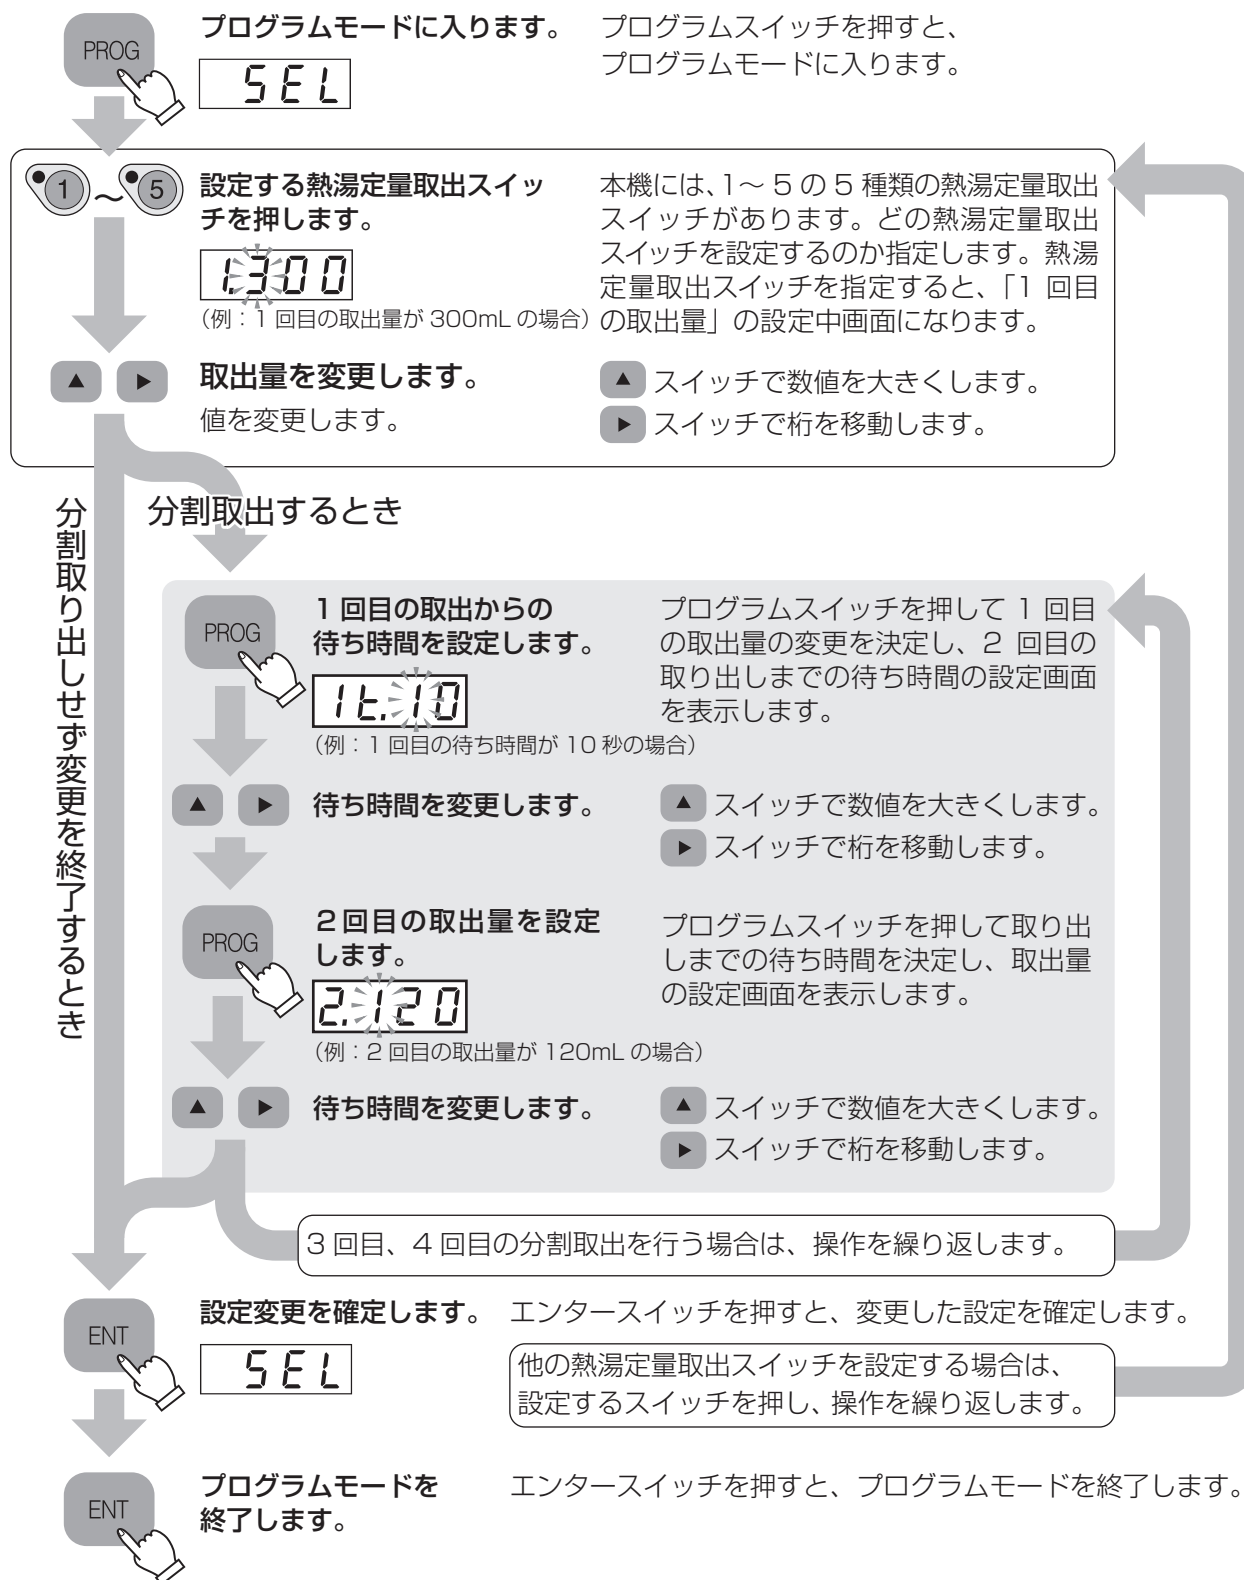 PROG
プログラムモードに入ります。
SEL
プログラムスイッチを押すと、
プログラムモードに入ります。
1～5
設定する熱湯定量取出スイッ
チを押します。
1.300
（例：1 回目の取出量が 300mL の場合）
本機には、1～ 5 の 5 種類の熱湯定量取出
スイッチがあります。どの熱湯定量取出
スイッチを設定するのか指定します。熱湯
定量取出スイッチを指定すると、「1 回目
の取出量」の設定中画面になります。
▲ ▶
取出量を変更します。
値を変更します。
▲ スイッチで数値を大きくします。
▶ スイッチで桁を移動します。
分割取り出しせず変更を終了するとき
分割取出するとき
PROG
1 回目の取出からの
待ち時間を設定します。
1t.10
（例：1 回目の待ち時間が 10 秒の場合）
プログラムスイッチを押して 1 回目
の取出量の変更を決定し、2 回目の
取り出しまでの待ち時間の設定画面
を表示します。
▲ ▶
待ち時間を変更します。
▲ スイッチで数値を大きくします。
▶ スイッチで桁を移動します。
PROG
2回目の取出量を設定
します。
2.120
（例：2 回目の取出量が 120mL の場合）
プログラムスイッチを押して取り出
しまでの待ち時間を決定し、取出量
の設定画面を表示します。
▲ ▶
待ち時間を変更します。
▲ スイッチで数値を大きくします。
▶ スイッチで桁を移動します。
3 回目、4 回目の分割取出を行う場合は、操作を繰り返します。
ENT
設定変更を確定します。
SEL
エンタースイッチを押すと、変更した設定を確定します。
他の熱湯定量取出スイッチを設定する場合は、
設定するスイッチを押し、操作を繰り返します。
ENT
プログラムモードを
終了します。
エンタースイッチを押すと、プログラムモードを終了します。